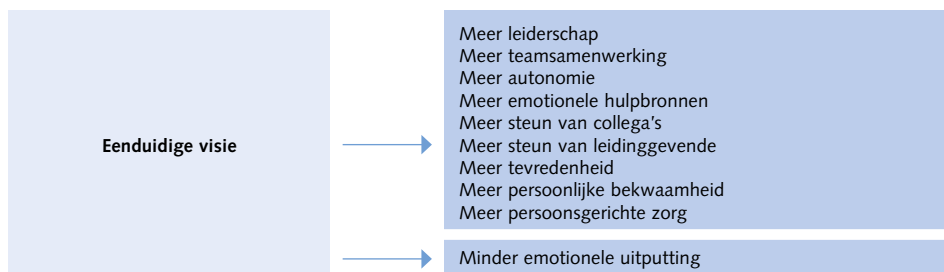 Eenduidige visie
Meer leiderschap
Meer teamsamenwerking
Meer autonomie
Meer emotionele hulpbronnen
Meer steun van collega's
Meer steun van leidinggevende
Meer tevredenheid
Meer persoonlijke bekwaamheid
Meer persoonsgerichte zorg
Minder emotionele uitputting